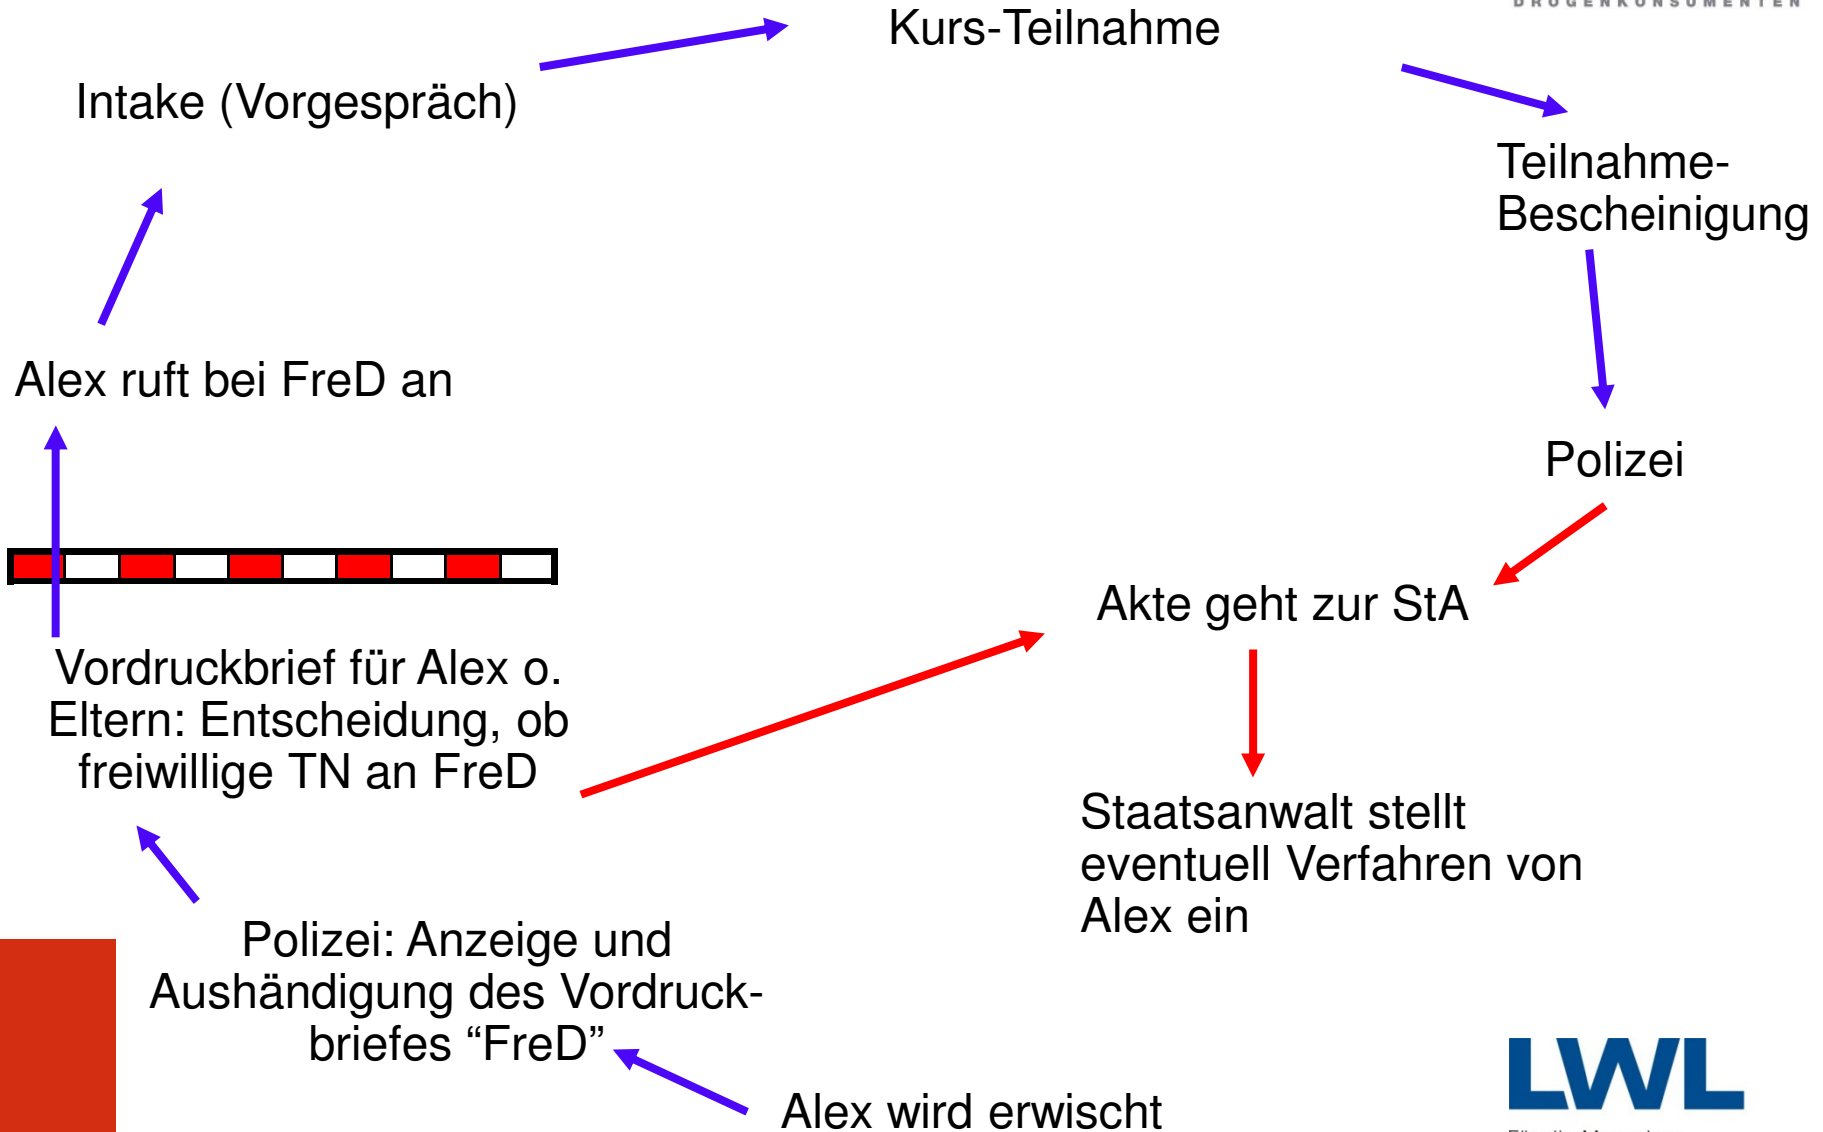 DROGENKONSUMENTEN
Kurs-Teilnahme
Intake (Vorgespräch)
Teilnahme-
Bescheinigung
Alex ruft bei FreD an
Polizei
Akte geht zur StA
Vordruckbrief für Alex o.
Eltern: Entscheidung, ob
freiwillige TN an FreD
Staatsanwalt stellt
eventuell Verfahren von
Alex ein
Polizei: Anzeige und
Aushändigung des Vordruck-
briefes “FreD”
Alex wird erwischt
LWL